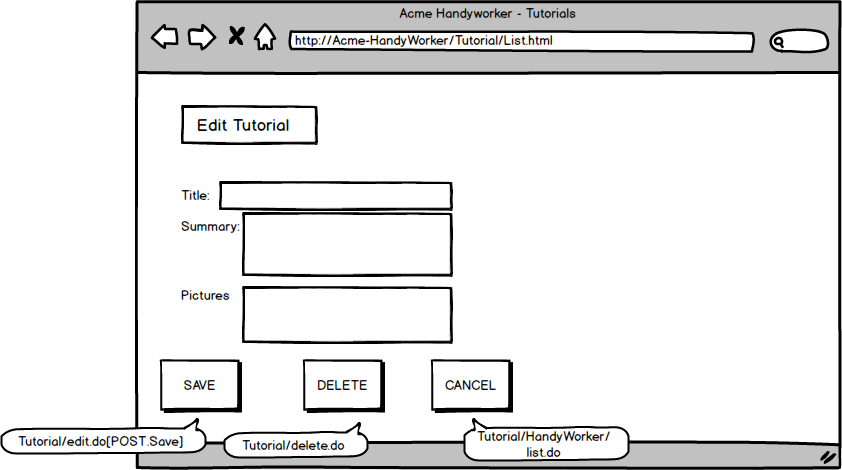 Acme Handyworker - Tutorials
http://Acme-HandyWorker/Tutorial/List.html
Edit Tutorial
Title:
Summary:
Pictures
SAVE
DELETE
CANCEL
Tutorial/edit.do[POST.Save]
Tutorial/delete.do
Tutorial/HandyWorker/
list.do